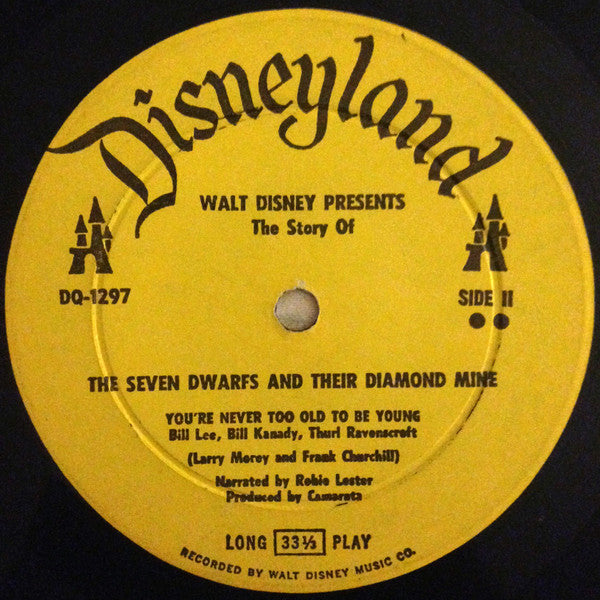 Disneyland
WALT DISNEY PRESENTS
The Story Of
DQ-1297
SIDE II
THE SEVEN DWARFS AND THEIR DIAMOND MINE
YOU'RE NEVER TOO OLD TO BE YOUNG
Bill Lee, Bill Kanady, Thurl Ravenscroft
(Larry Morey and Frank Churchill)
Narrated by Robie Lester
Produced by Camarata
LONG 33⅓ PLAY
RECORDED BY WALT DISNEY MUSIC CO.